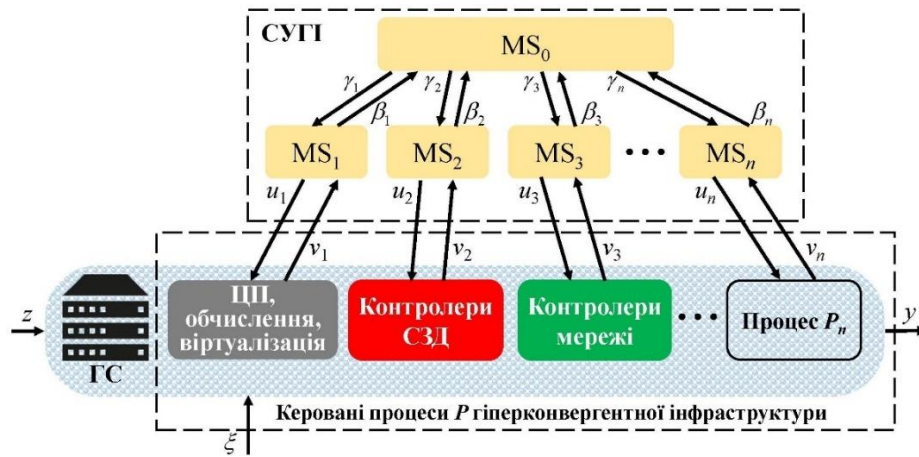 СУГІ
MS₀
γ₁
β₁
γ₂
β₂
γ₃
β₃
γₙ
βₙ
MS₁
MS₂
MS₃
• • •
MSₙ
u₁
v₁
u₂
v₂
u₃
v₃
uₙ
vₙ
z
ГС
ЦП,
обчислення,
віртуалізація
Контролери
СЗД
Контролери
мережі
• • •
Процес Pₙ
y
Керовані процеси P гіперконвергентної інфраструктури
ξ